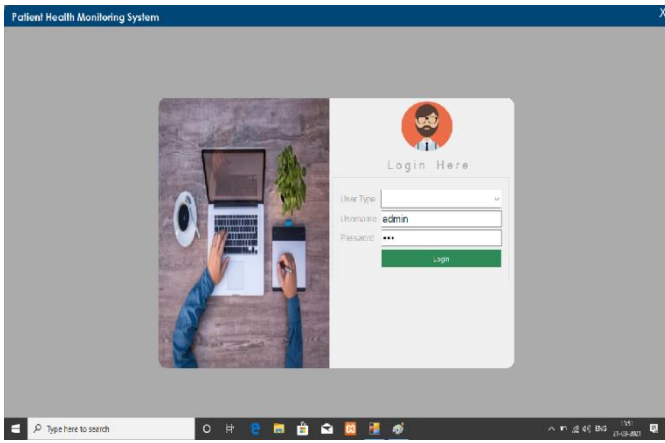 Patient Health Monitoring System X
Login Here
User Type
Username admin
Password •••
Login
Type here to search
ENG